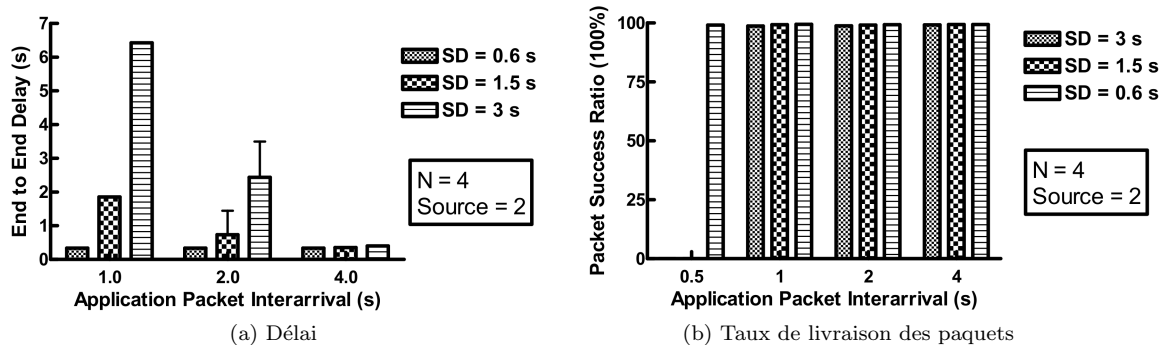 End to End Delay (s)
7
6
5
4
3
2
1
0
1.0 2.0 4.0
Application Packet Interarrival (s)
SD = 0.6 s
SD = 1.5 s
SD = 3 s
N = 4
Source = 2
(a) Délai
Packet Success Ratio (100%)
100
75
50
25
0
0.5 1 2 4
Application Packet Interarrival (s)
SD = 3 s
SD = 1.5 s
SD = 0.6 s
N = 4
Source = 2
(b) Taux de livraison des paquets